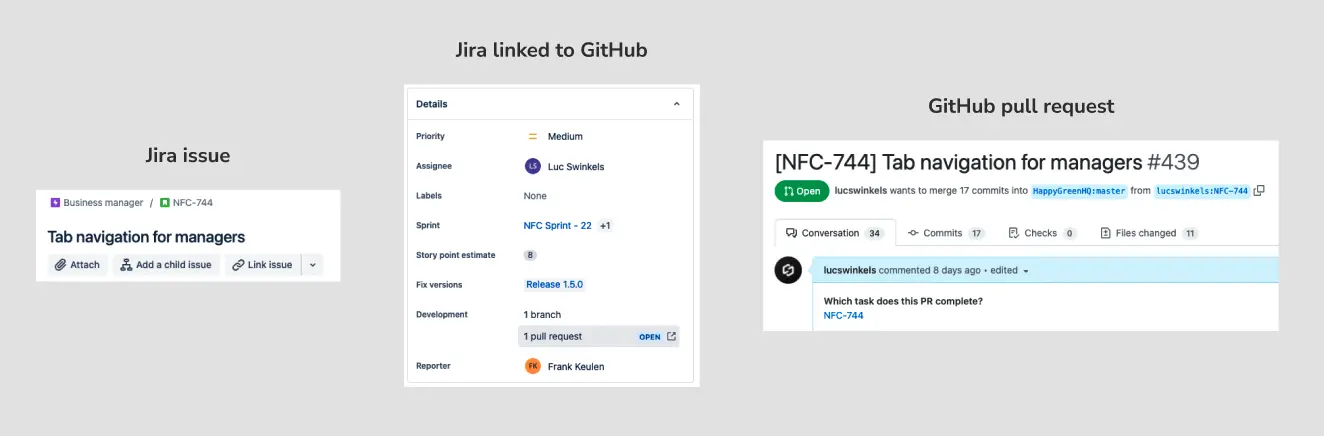 Jira issue
Business manager / NFC-744
Tab navigation for managers
Attach Add a child issue Link issue
Jira linked to GitHub
Details
Priority Medium
Assignee LS Luc Swinkels
Labels None
Sprint NFC Sprint - 22 +1
Story point estimate 8
Fix versions Release 1.5.0
Development 1 branch
1 pull request OPEN
Reporter FK Frank Keulen
GitHub pull request
[NFC-744] Tab navigation for managers #439
Open lucswinkels wants to merge 17 commits into HappyGreenHQ:master from lucswinkels:NFC-744
Conversation 34 Commits 17 Checks 0 Files changed 11
lucswinkels commented 8 days ago • edited
Which task does this PR complete?
NFC-744